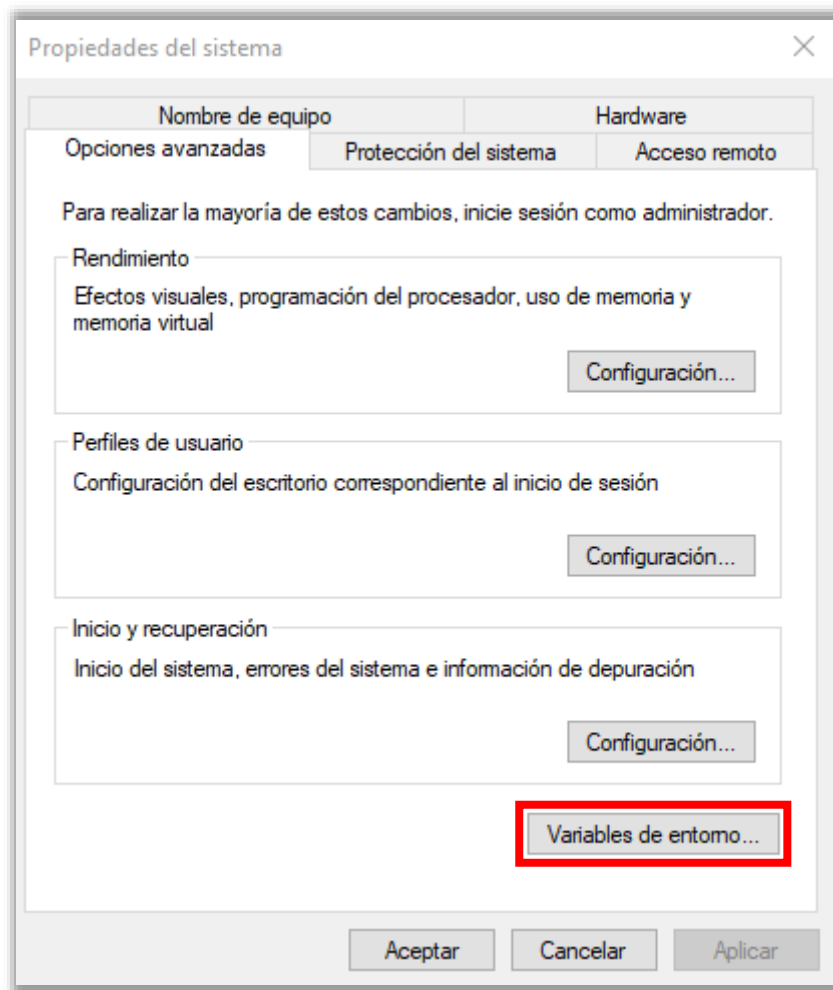 Propiedades del sistema
Nombre de equipo
Hardware
Opciones avanzadas
Protección del sistema
Acceso remoto
Para realizar la mayoría de estos cambios, inicie sesión como administrador.
Rendimiento
Efectos visuales, programación del procesador, uso de memoria y
memoria virtual
Configuración...
Perfiles de usuario
Configuración del escritorio correspondiente al inicio de sesión
Configuración...
Inicio y recuperación
Inicio del sistema, errores del sistema e información de depuración
Configuración...
Variables de entorno...
Aceptar
Cancelar
Aplicar